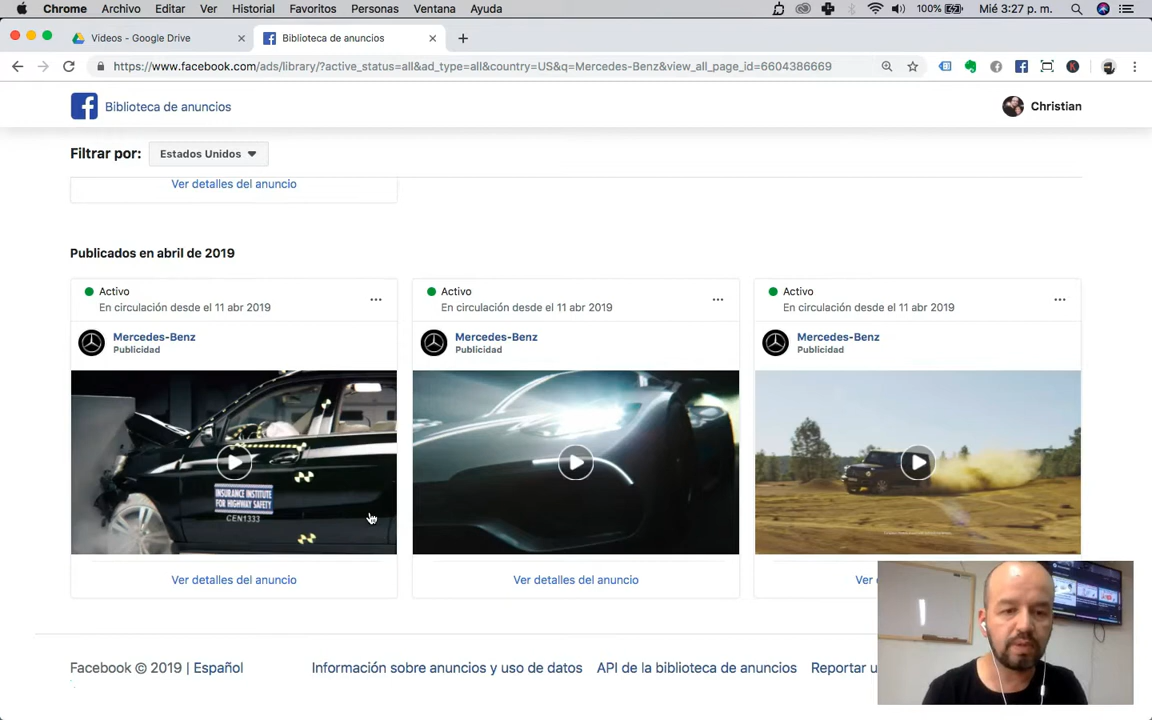 Chrome Archivo Editar Ver Historial Favoritos Personas Ventana Ayuda 100% Mié 3:27 p. m.
Videos - Google Drive Biblioteca de anuncios
https://www.facebook.com/ads/library/?active_status=all&ad_type=all&country=US&q=Mercedes-Benz&view_all_page_id=6604386669
Biblioteca de anuncios Christian
Filtrar por: Estados Unidos
Ver detalles del anuncio
Publicados en abril de 2019
Activo Activo Activo
En circulación desde el 11 abr 2019 En circulación desde el 11 abr 2019 En circulación desde el 11 abr 2019
Mercedes-Benz Mercedes-Benz Mercedes-Benz
Publicidad Publicidad Publicidad
INSURANCE INSTITUTE
FOR HIGHWAY SAFETY
CEN1333
Ver detalles del anuncio Ver detalles del anuncio Ver
Facebook © 2019 | Español Información sobre anuncios y uso de datos API de la biblioteca de anuncios Reportar u